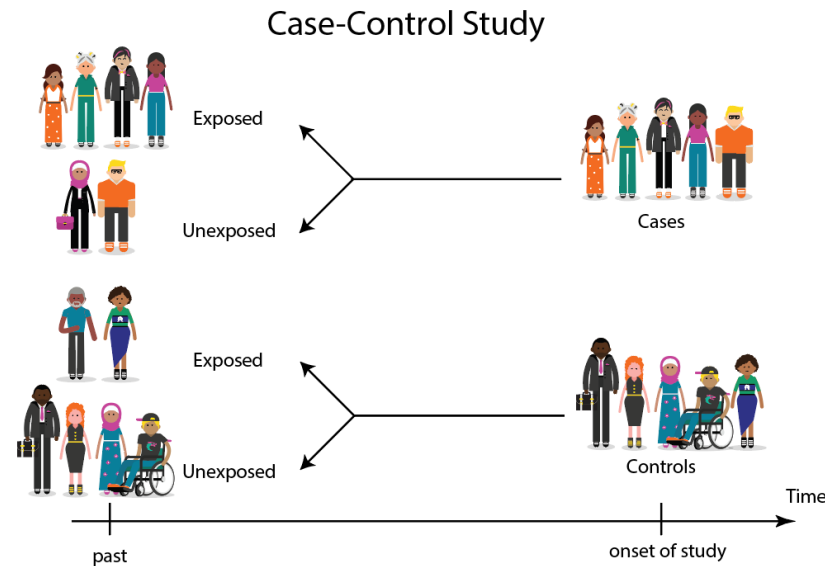 Case-Control Study
Exposed
Unexposed
Cases
Exposed
Unexposed
Controls
Time
past
onset of study